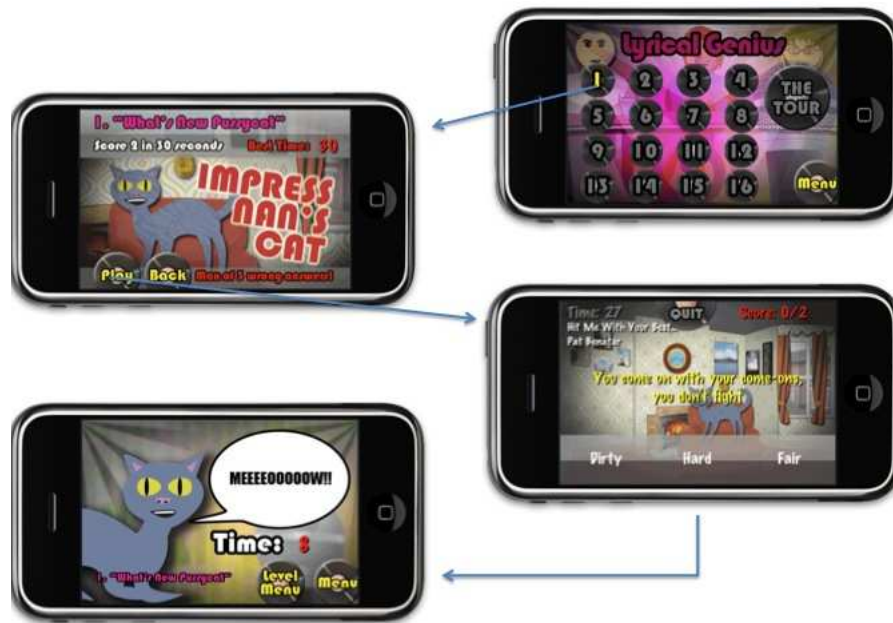 Lyrical Genius
1 2 3 4
THE TOUR
5 6 7 8
9 10 11 12
13 14 15 16
Menu
1. "What's New Pussycat"
Score 2 in 30 seconds
Best Time: 30
IMPRESS
NAN'S
CAT
Play
Back
Max of 3 wrong answers!
Time: 27
QUIT
Score: 0/2
Hit Me With Your Best...
Pat Benatar
You come on with your come-ons,
you don't fight
Dirty
Hard
Fair
MEEEEOOOOOW!!
Time: 8
1. "What's New Pussycat"
Level
Menu
Menu